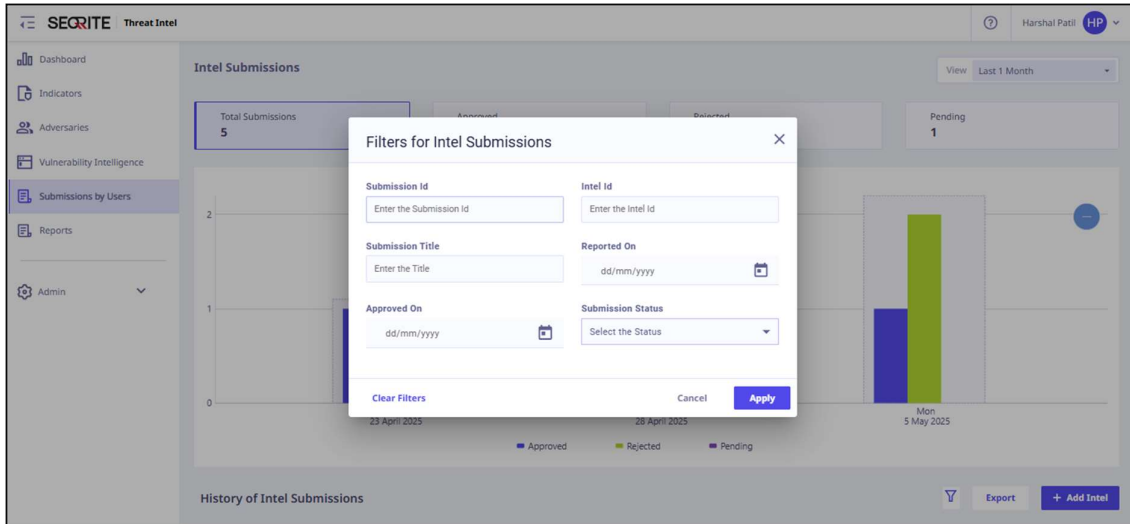 SEQRITE Threat Intel
Harshal Patil HP
Dashboard
Indicators
Adversaries
Vulnerability Intelligence
Submissions by Users
Reports
Admin
Intel Submissions
View Last 1 Month
Total Submissions
5
Approved
Rejected
Pending
1
Filters for Intel Submissions
Submission Id
Enter the Submission Id
Intel Id
Enter the Intel Id
Submission Title
Enter the Title
Reported On
dd/mm/yyyy
Approved On
dd/mm/yyyy
Submission Status
Select the Status
Clear Filters
Cancel
Apply
2
1
0
23 April 2025
28 April 2025
Mon
5 May 2025
Approved
Rejected
Pending
History of Intel Submissions
Export
+ Add Intel